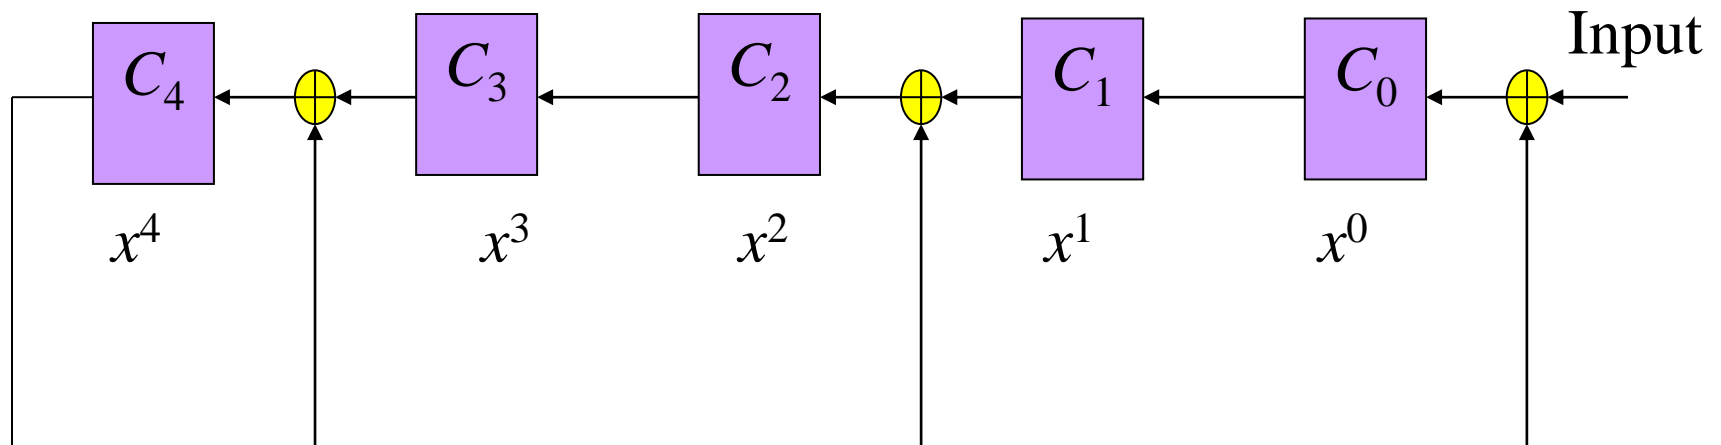 Input
C₄ C₃ C₂ C₁ C₀
x⁴ x³ x² x¹ x⁰